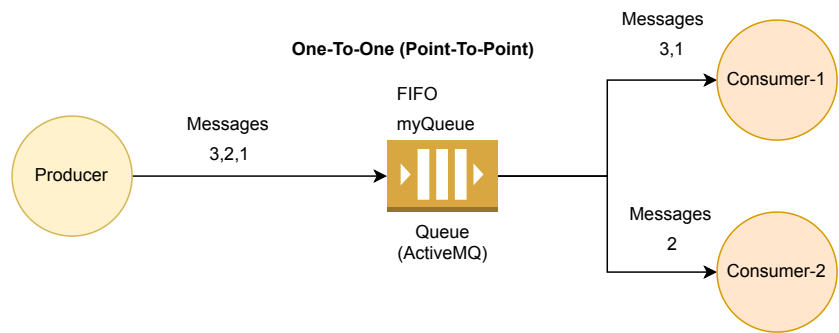 One-To-One (Point-To-Point)
Producer
Messages
3,2,1
FIFO
myQueue
Queue
(ActiveMQ)
Messages
3,1
Consumer-1
Messages
2
Consumer-2